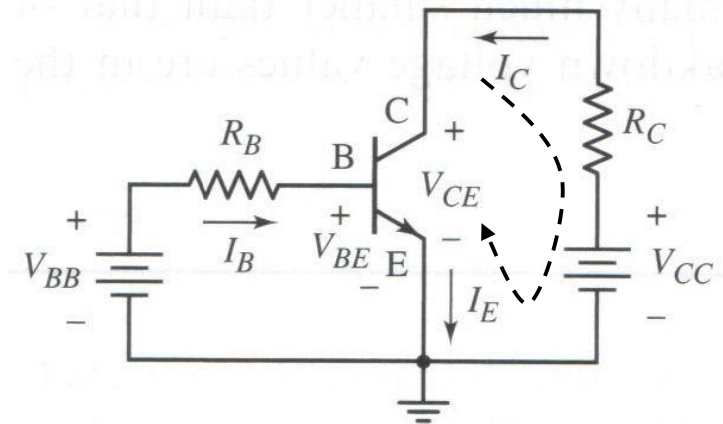 I_C
C
+
R_C
R_B
B
V_CE
+
+
+
I_B
V_BE
–
E
V_BB
V_CC
–
I_E
–
–